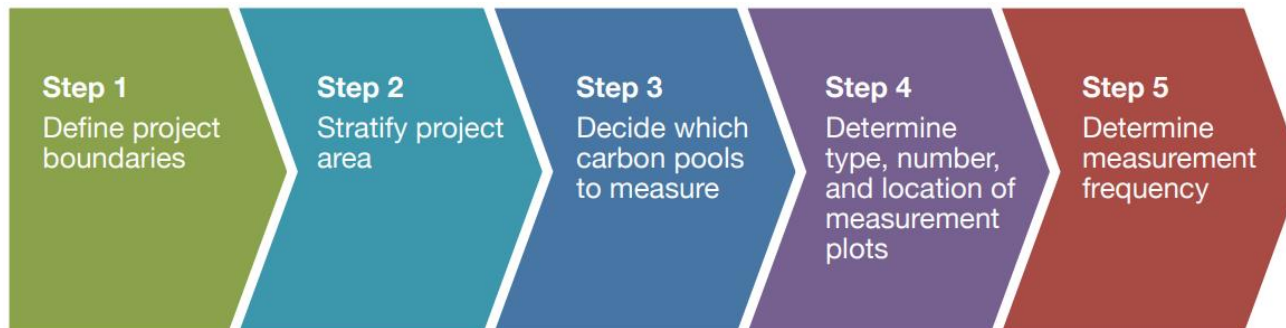 Step 1
Define project
boundaries
Step 2
Stratify project
area
Step 3
Decide which
carbon pools
to measure
Step 4
Determine
type, number,
and location of
measurement
plots
Step 5
Determine
measurement
frequency